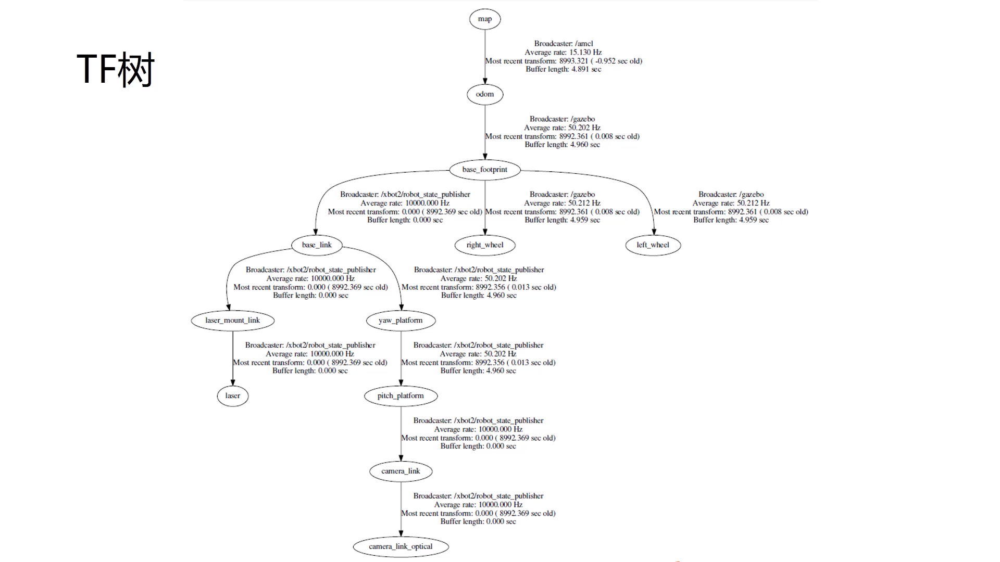 TF树
map
Broadcaster: /amcl
Average rate: 15.130 Hz
Most recent transform: 8993.321 ( -0.952 sec old)
Buffer length: 4.891 sec
odom
Broadcaster: /gazebo
Average rate: 50.202 Hz
Most recent transform: 8992.361 ( 0.008 sec old)
Buffer length: 4.960 sec
base_footprint
Broadcaster: /xbot2/robot_state_publisher
Average rate: 10000.000 Hz
Most recent transform: 0.000 ( 8992.369 sec old)
Buffer length: 0.000 sec
Broadcaster: /gazebo
Average rate: 50.212 Hz
Most recent transform: 8992.361 ( 0.008 sec old)
Buffer length: 4.959 sec
Broadcaster: /gazebo
Average rate: 50.212 Hz
Most recent transform: 8992.361 ( 0.008 sec old)
Buffer length: 4.959 sec
base_link
right_wheel
left_wheel
Broadcaster: /xbot2/robot_state_publisher
Average rate: 10000.000 Hz
Most recent transform: 0.000 ( 8992.369 sec old)
Buffer length: 0.000 sec
Broadcaster: /xbot2/robot_state_publisher
Average rate: 50.202 Hz
Most recent transform: 8992.356 ( 0.013 sec old)
Buffer length: 4.960 sec
laser_mount_link
yaw_platform
Broadcaster: /xbot2/robot_state_publisher
Average rate: 10000.000 Hz
Most recent transform: 0.000 ( 8992.369 sec old)
Buffer length: 0.000 sec
Broadcaster: /xbot2/robot_state_publisher
Average rate: 50.202 Hz
Most recent transform: 8992.356 ( 0.013 sec old)
Buffer length: 4.960 sec
laser
pitch_platform
Broadcaster: /xbot2/robot_state_publisher
Average rate: 10000.000 Hz
Most recent transform: 0.000 ( 8992.369 sec old)
Buffer length: 0.000 sec
camera_link
Broadcaster: /xbot2/robot_state_publisher
Average rate: 10000.000 Hz
Most recent transform: 0.000 ( 8992.369 sec old)
Buffer length: 0.000 sec
camera_link_optical